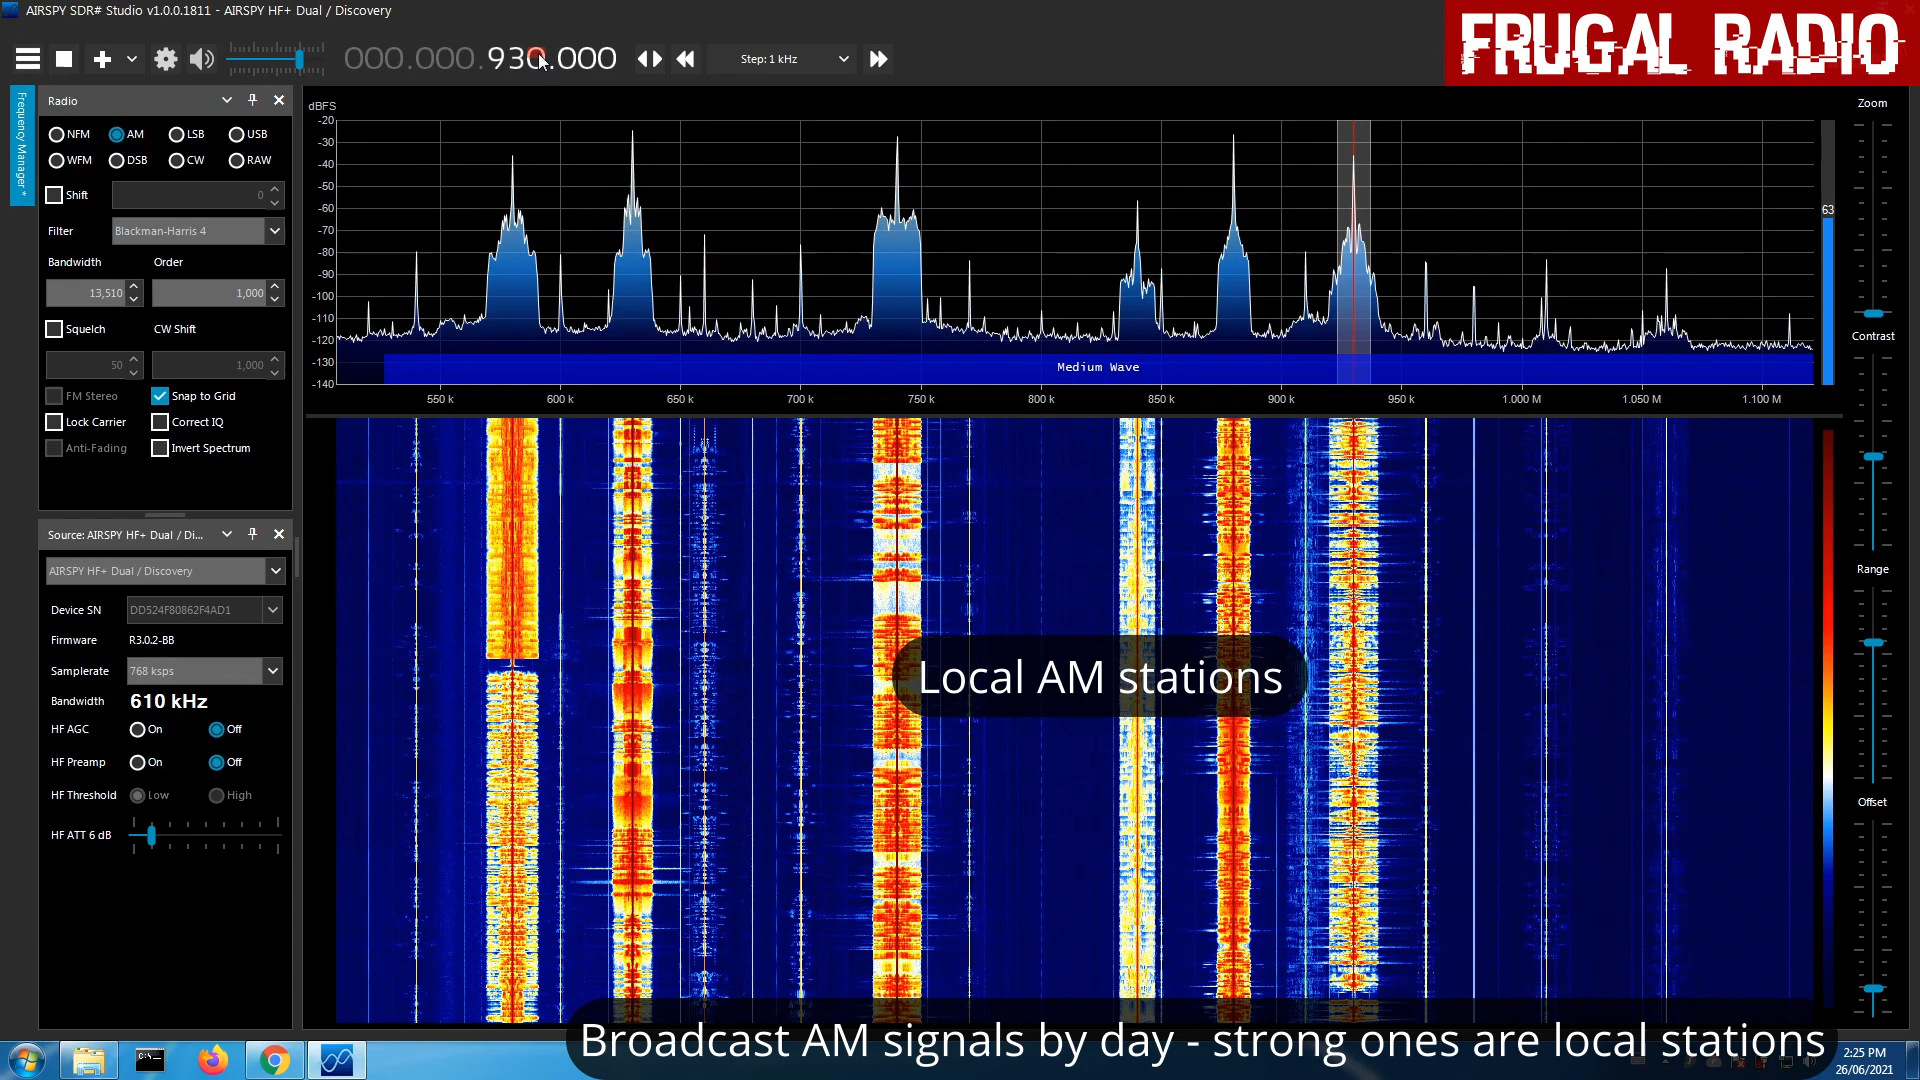 AIRSPY SDR# Studio v1.0.0.1811 - AIRSPY HF+ Dual / Discovery
FRUGAL RADIO
000.000.930.000
Step: 1 kHz
Frequency Manager *
Radio
NFM AM LSB USB
WFM DSB CW RAW
Shift 0
Filter Blackman-Harris 4
Bandwidth Order
13,510 1,000
Squelch CW Shift
50 1,000
FM Stereo Snap to Grid
Lock Carrier Correct IQ
Anti-Fading Invert Spectrum
Source: AIRSPY HF+ Dual / Di...
AIRSPY HF+ Dual / Discovery
Device SN DD524F80862F4AD1
Firmware R3.0.2-BB
Samplerate 768 ksps
Bandwidth 610 kHz
HF AGC On Off
HF Preamp On Off
HF Threshold Low High
HF ATT 6 dB
dBFS
-20
-30
-40
-50
-60
-70
-80
-90
-100
-110
-120
-130
-140
Medium Wave
550 k 600 k 650 k 700 k 750 k 800 k 850 k 900 k 950 k 1.000 M 1.050 M 1.100 M
63
Zoom
Contrast
Range
Offset
Local AM stations
Broadcast AM signals by day - strong ones are local stations
2:25 PM
26/06/2021